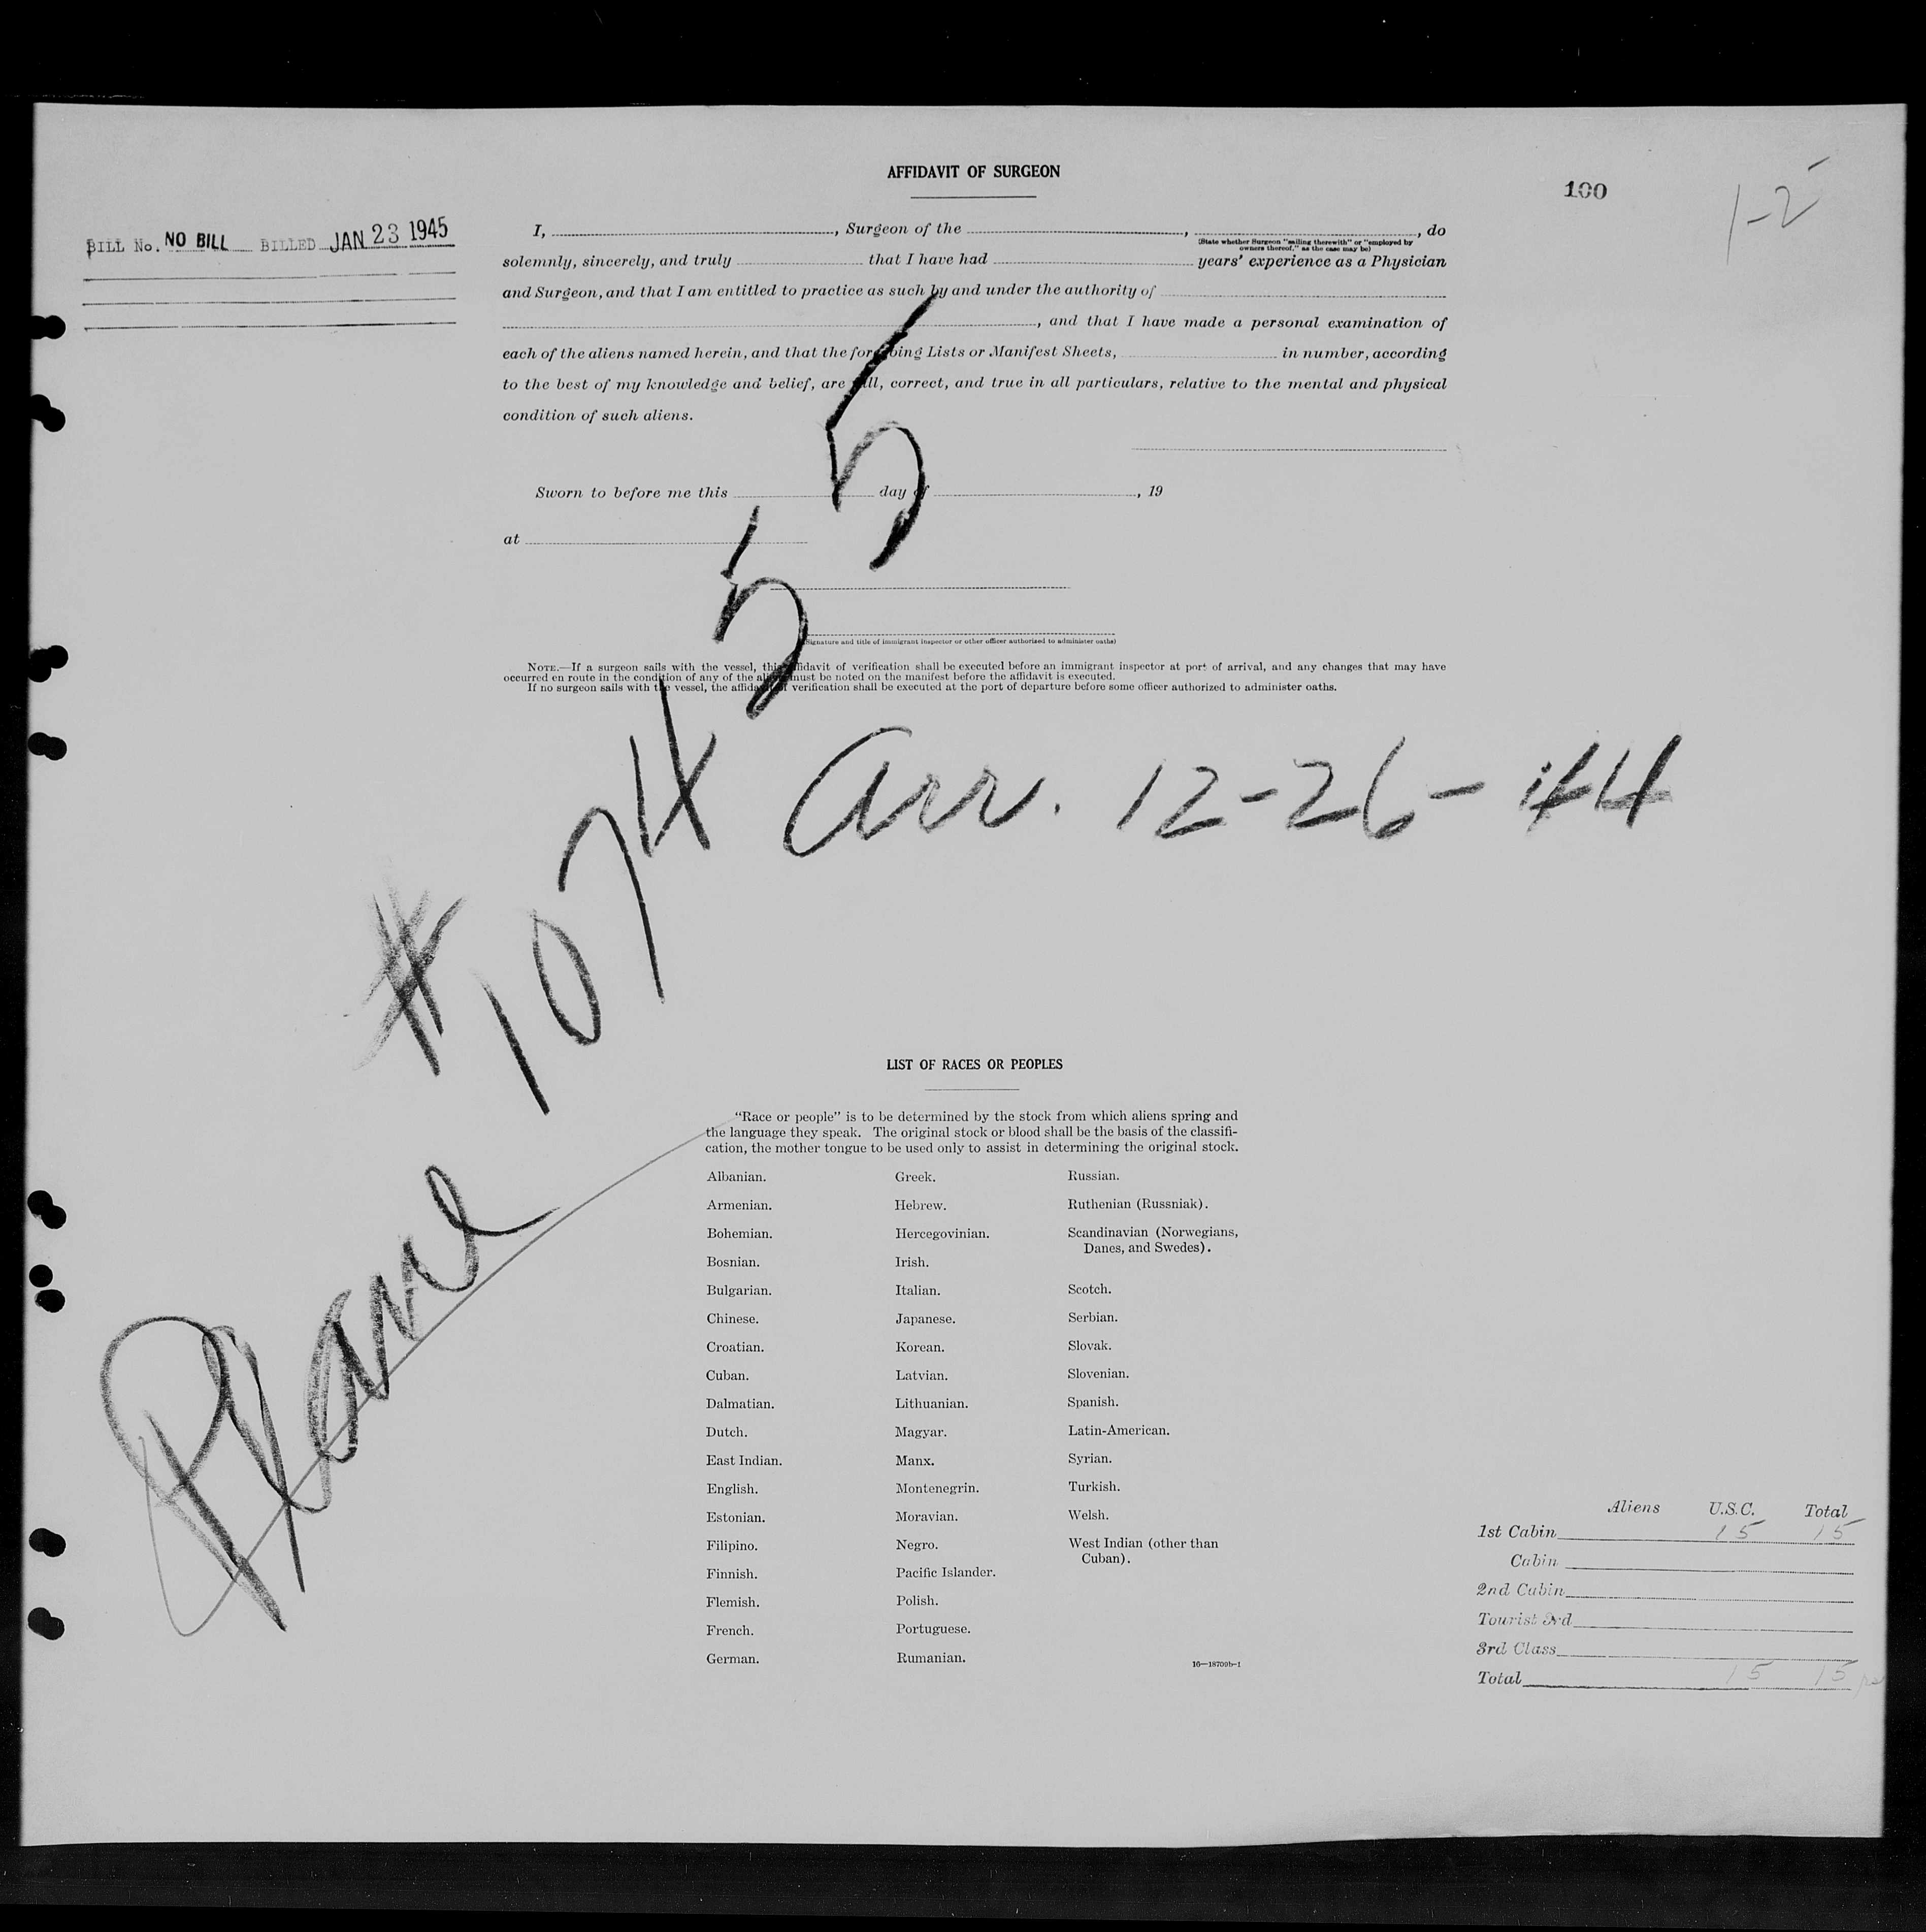 AFFIDAVIT OF SURGEON
100
1-2
BILL No. NO BILL BILLED JAN 23 1945
I, , Surgeon of the , , do
(State whether Surgeon "sailing therewith" or "employed by
owners thereof," as the case may be)
solemnly, sincerely, and truly that I have had years' experience as a Physician
and Surgeon, and that I am entitled to practice as such by and under the authority of
, and that I have made a personal examination of
each of the aliens named herein, and that the foregoing Lists or Manifest Sheets, in number, according
to the best of my knowledge and belief, are full, correct, and true in all particulars, relative to the mental and physical
condition of such aliens.
Sworn to before me this day of , 19
at
(Signature and title of immigrant inspector or other officer authorized to administer oaths)
NOTE.—If a surgeon sails with the vessel, this affidavit of verification shall be executed before an immigrant inspector at port of arrival, and any changes that may have
occurred en route in the condition of any of the aliens must be noted on the manifest before the affidavit is executed.
If no surgeon sails with the vessel, the affidavit of verification shall be executed at the port of departure before some officer authorized to administer oaths.
Plane # 107455
Arr. 12-26-44
LIST OF RACES OR PEOPLES
"Race or people" is to be determined by the stock from which aliens spring and
the language they speak. The original stock or blood shall be the basis of the classifi-
cation, the mother tongue to be used only to assist in determining the original stock.
Albanian.
Armenian.
Bohemian.
Bosnian.
Bulgarian.
Chinese.
Croatian.
Cuban.
Dalmatian.
Dutch.
East Indian.
English.
Estonian.
Filipino.
Finnish.
Flemish.
French.
German.
Greek.
Hebrew.
Hercegovinian.
Irish.
Italian.
Japanese.
Korean.
Latvian.
Lithuanian.
Magyar.
Manx.
Montenegrin.
Moravian.
Negro.
Pacific Islander.
Polish.
Portuguese.
Rumanian.
Russian.
Ruthenian (Russniak).
Scandinavian (Norwegians,
Danes, and Swedes).
Scotch.
Serbian.
Slovak.
Slovenian.
Spanish.
Latin-American.
Syrian.
Turkish.
Welsh.
West Indian (other than
Cuban).
16—18709b-1
Aliens U.S.C. Total
1st Cabin 15 15
Cabin
2nd Cabin
Tourist 3rd
3rd Class
Total 15 15